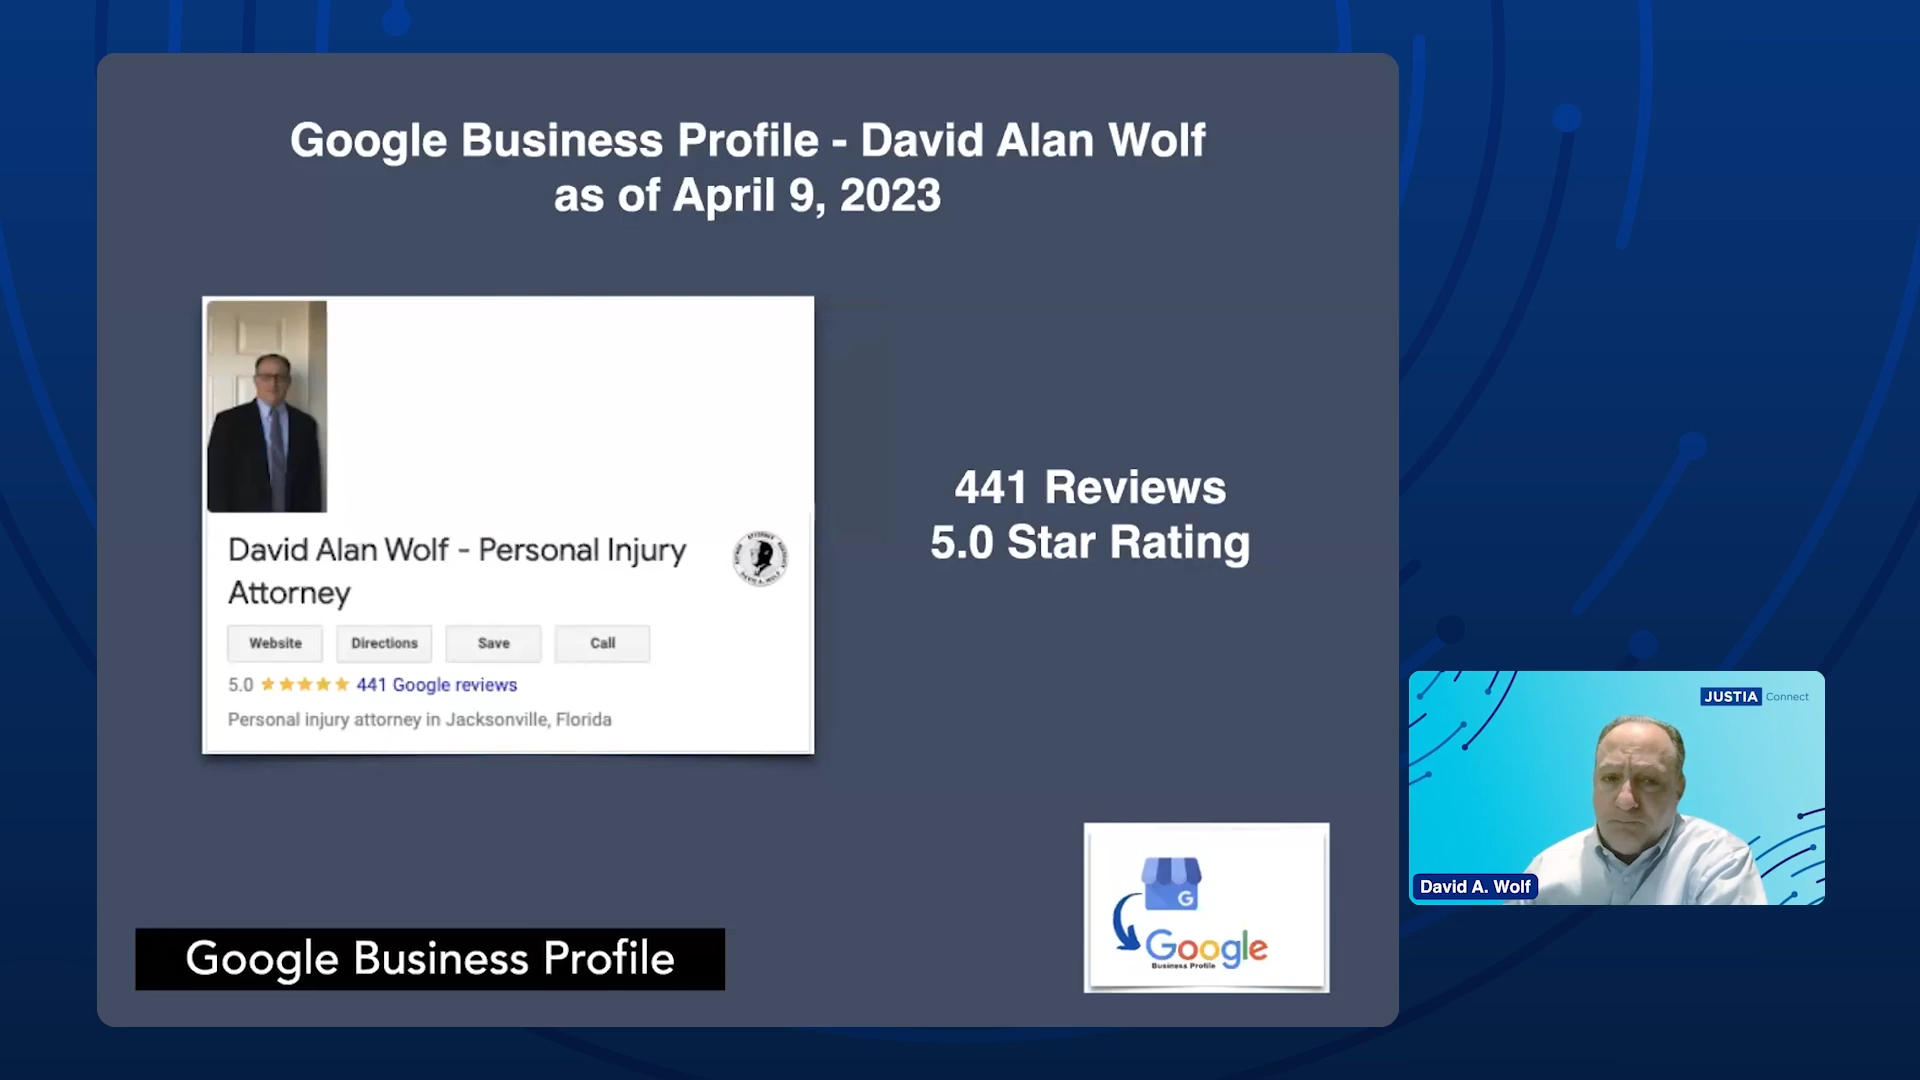 Google Business Profile - David Alan Wolf
as of April 9, 2023
David Alan Wolf - Personal Injury
Attorney
Website
Directions
Save
Call
5.0 441 Google reviews
Personal injury attorney in Jacksonville, Florida
441 Reviews
5.0 Star Rating
Google Business Profile
G
Google
Business Profile
JUSTIA Connect
David A. Wolf